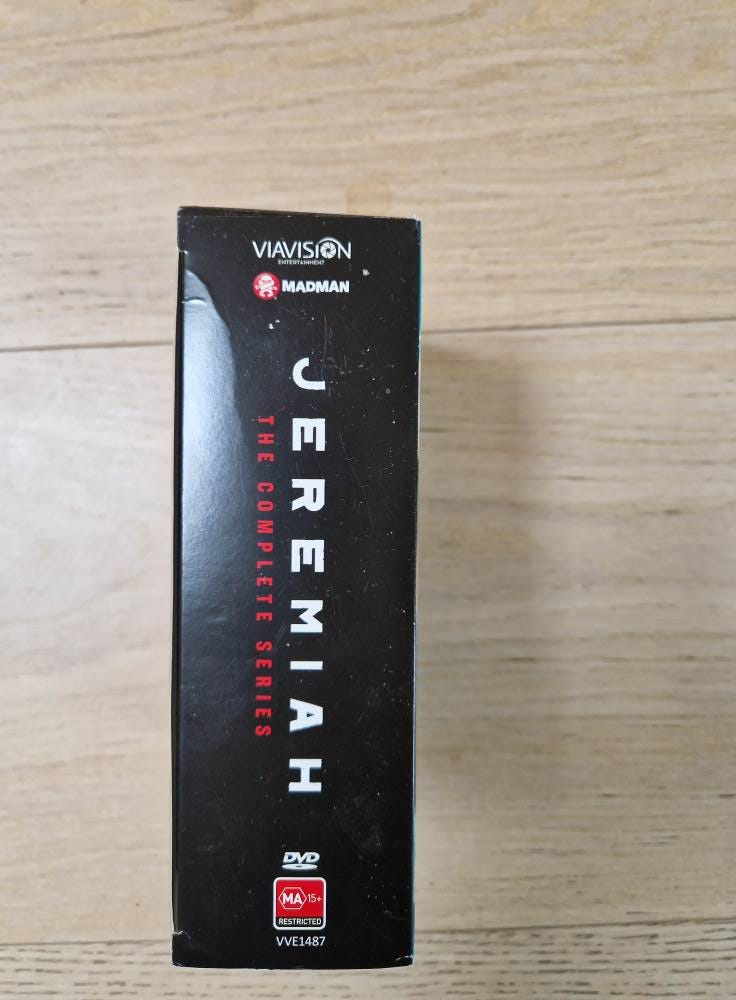 VIAVISION
ENTERTAINMENT
MADMAN
JEREMIAH
THE COMPLETE SERIES
DVD
MA 15+
RESTRICTED
VVE1487